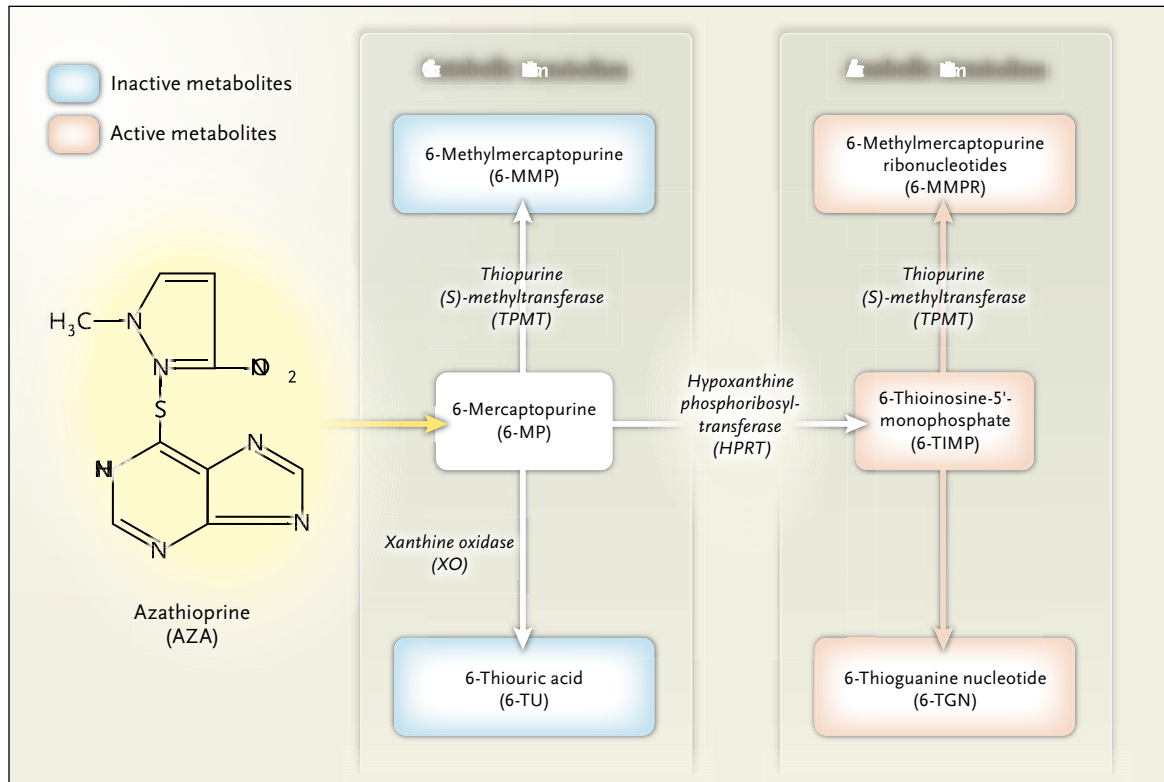 Inactive metabolites
Active metabolites
6-Methylmercaptopurine
(6-MMP)
6-Methylmercaptopurine
ribonucleotides
(6-MMPR)
Thiopurine
(S)-methyltransferase
(TPMT)
Thiopurine
(S)-methyltransferase
(TPMT)
H3C
N
N
NO 2
S
6-Mercaptopurine
(6-MP)
Hypoxanthine
phosphoribosyl-
transferase
(HPRT)
6-Thioinosine-5'-
monophosphate
(6-TIMP)
N
N
N
N
Xanthine oxidase
(XO)
Azathioprine
(AZA)
6-Thiouric acid
(6-TU)
6-Thioguanine nucleotide
(6-TGN)